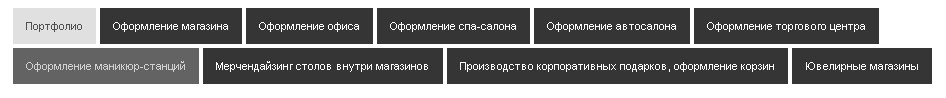 Портфолио Оформление магазина Оформление офиса Оформление спа-салона Оформление автосалона Оформление торгового центра
Оформление маникюр-станций Мерчендайзинг столов внутри магазинов Производство корпоративных подарков, оформление корзин Ювелирные магазины